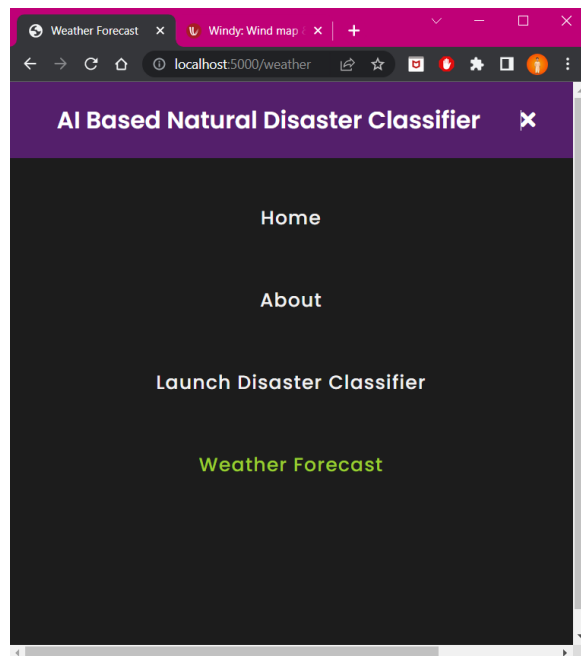 Weather Forecast
Windy: Wind map &
localhost:5000/weather
AI Based Natural Disaster Classifier
Home
About
Launch Disaster Classifier
Weather Forecast